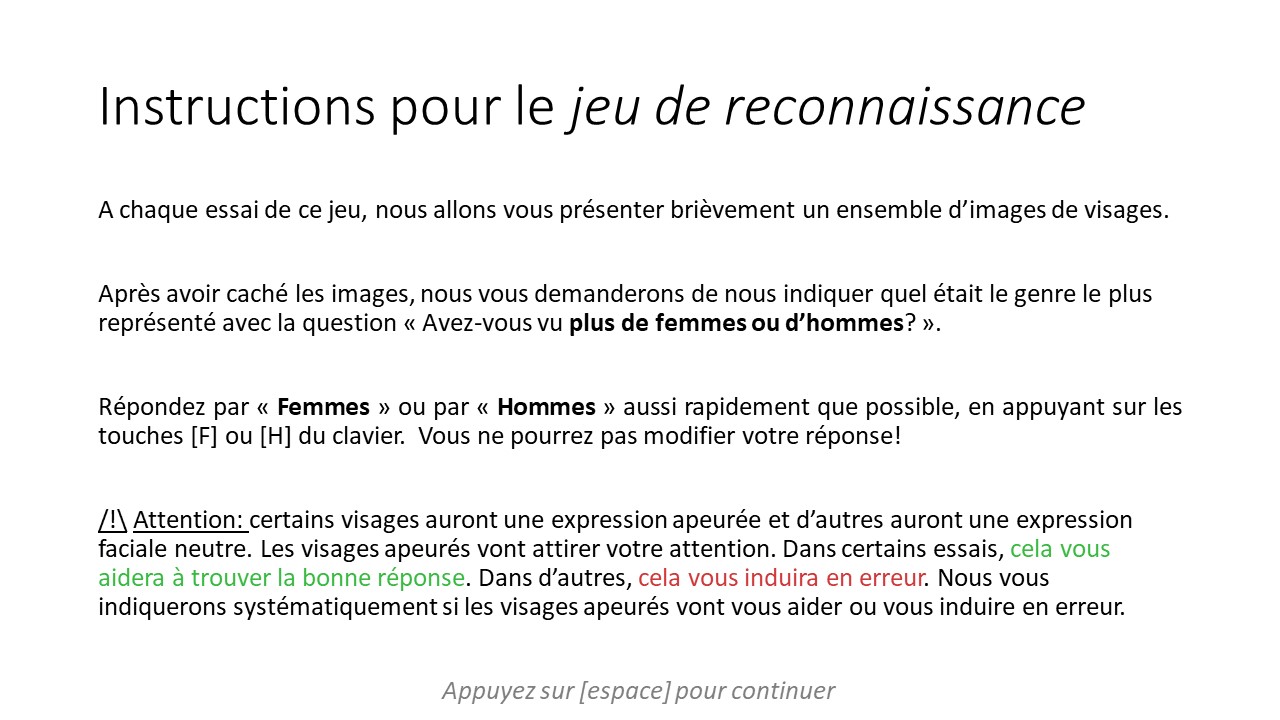 Instructions pour le jeu de reconnaissance
A chaque essai de ce jeu, nous allons vous présenter brièvement un ensemble d’images de visages.
Après avoir caché les images, nous vous demanderons de nous indiquer quel était le genre le plus
représenté avec la question « Avez-vous vu plus de femmes ou d’hommes? ».
Répondez par « Femmes » ou par « Hommes » aussi rapidement que possible, en appuyant sur les
touches [F] ou [H] du clavier.  Vous ne pourrez pas modifier votre réponse!
/!\ Attention: certains visages auront une expression apeurée et d’autres auront une expression
faciale neutre. Les visages apeurés vont attirer votre attention. Dans certains essais, cela vous
aidera à trouver la bonne réponse. Dans d’autres, cela vous induira en erreur. Nous vous
indiquerons systématiquement si les visages apeurés vont vous aider ou vous induire en erreur.
Appuyez sur [espace] pour continuer